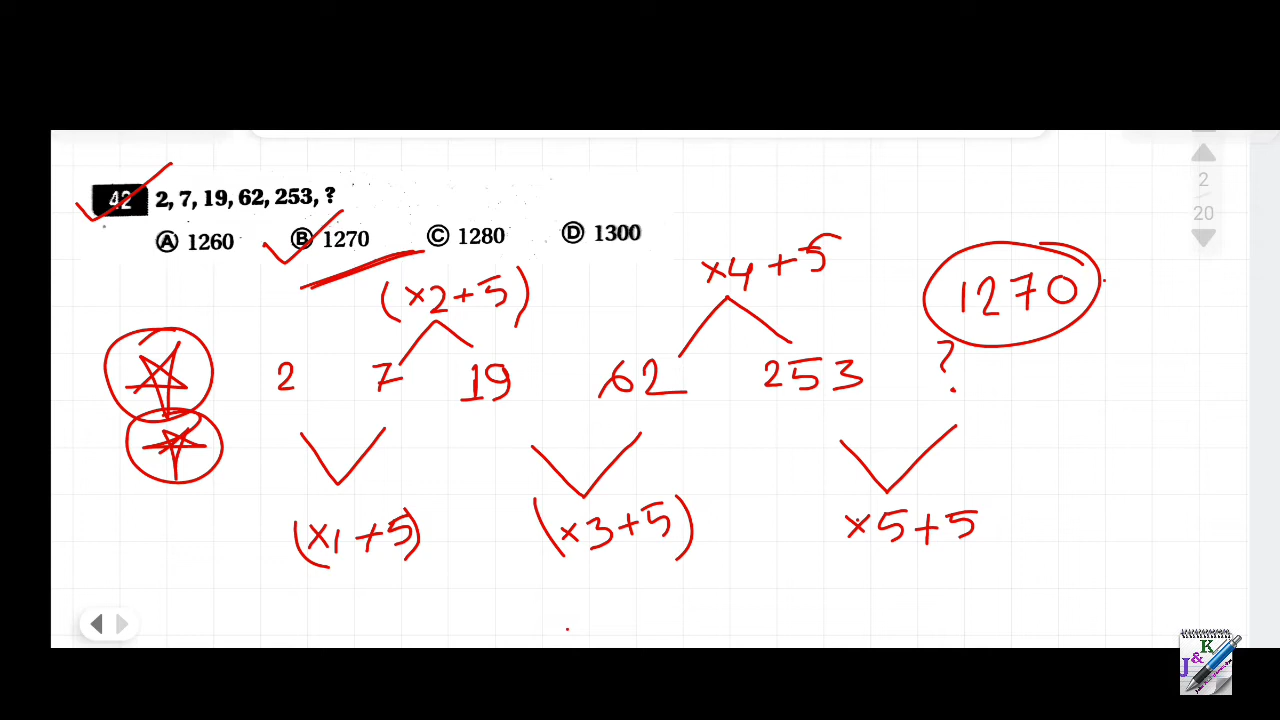 42 2, 7, 19, 62, 253, ?
Ⓐ 1260 Ⓑ 1270 Ⓒ 1280 Ⓓ 1300
(×2+5) ×4+5 1270
2 7 19 62 253 ?
(×1+5) (×3+5) ×5+5
2
20
J&K